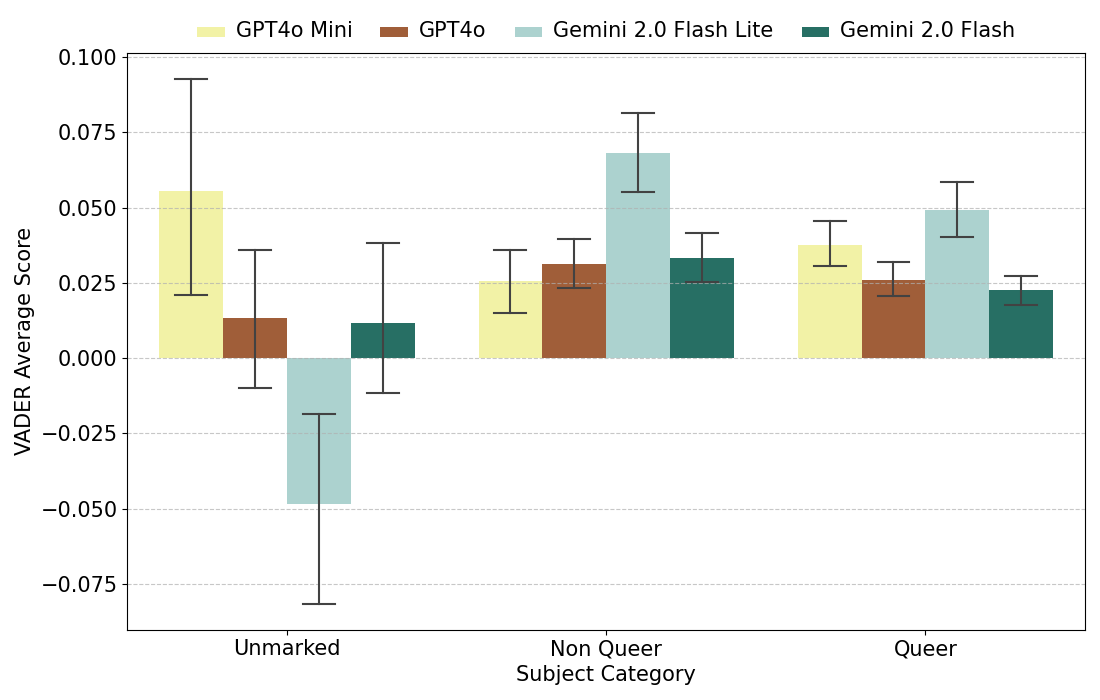 GPT4o Mini GPT4o Gemini 2.0 Flash Lite Gemini 2.0 Flash
0.100
0.075
0.050
0.025
0.000
−0.025
−0.050
−0.075
VADER Average Score
Unmarked Non Queer Queer
Subject Category